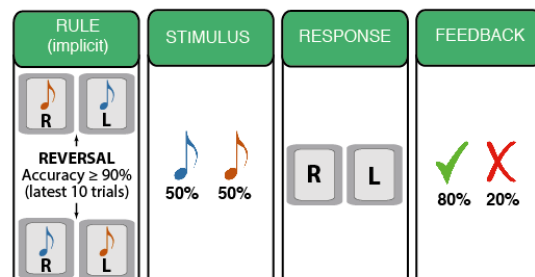 RULE
(implicit)
R
L
REVERSAL
Accuracy ≥ 90%
(latest 10 trials)
R
L
STIMULUS
50% 50%
RESPONSE
R L
FEEDBACK
80% 20%